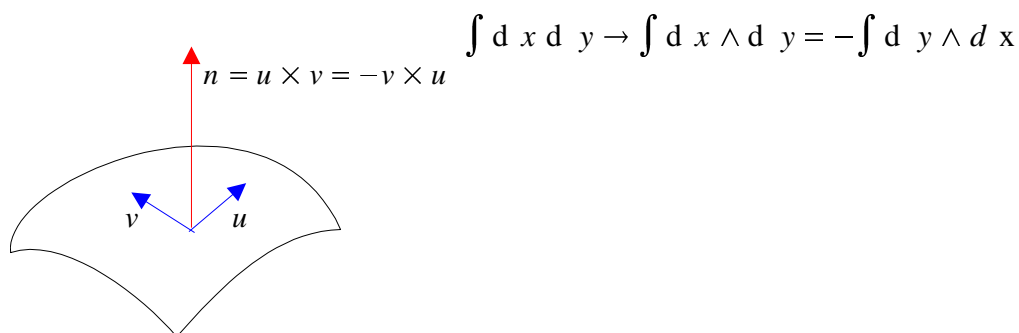 ∫ d x d y → ∫ d x ∧ d y = −∫ d y ∧ d x
n = u × v = −v × u
v
u